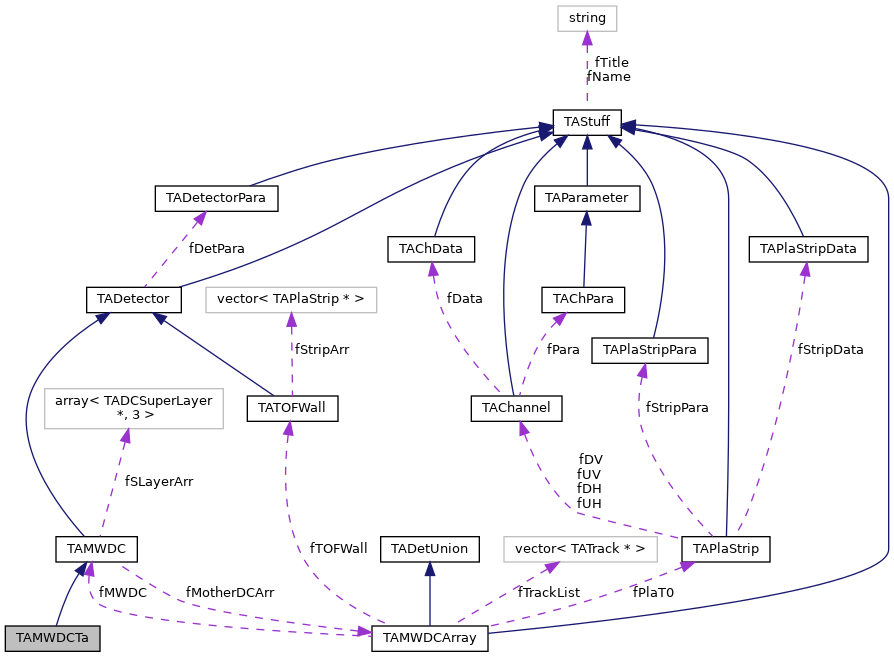 string
fTitle
fName
TAStuff
TADetectorPara
TAParameter
TAChData
TAPlaStripData
fDetPara
TADetector
vector< TAPlaStrip * >
fData
TAChPara
fStripArr
fPara
TAPlaStripPara
fStripData
array< TADCSuperLayer
*, 3 >
TATOFWall
TAChannel
fStripPara
fSLayerArr
fDV
fUV
fDH
fUH
TAMWDC
fTOFWall
TADetUnion
vector< TATrack * >
TAPlaStrip
fMWDC
fMotherDCArr
fTrackList
fPlaT0
TAMWDCTa
TAMWDCArray